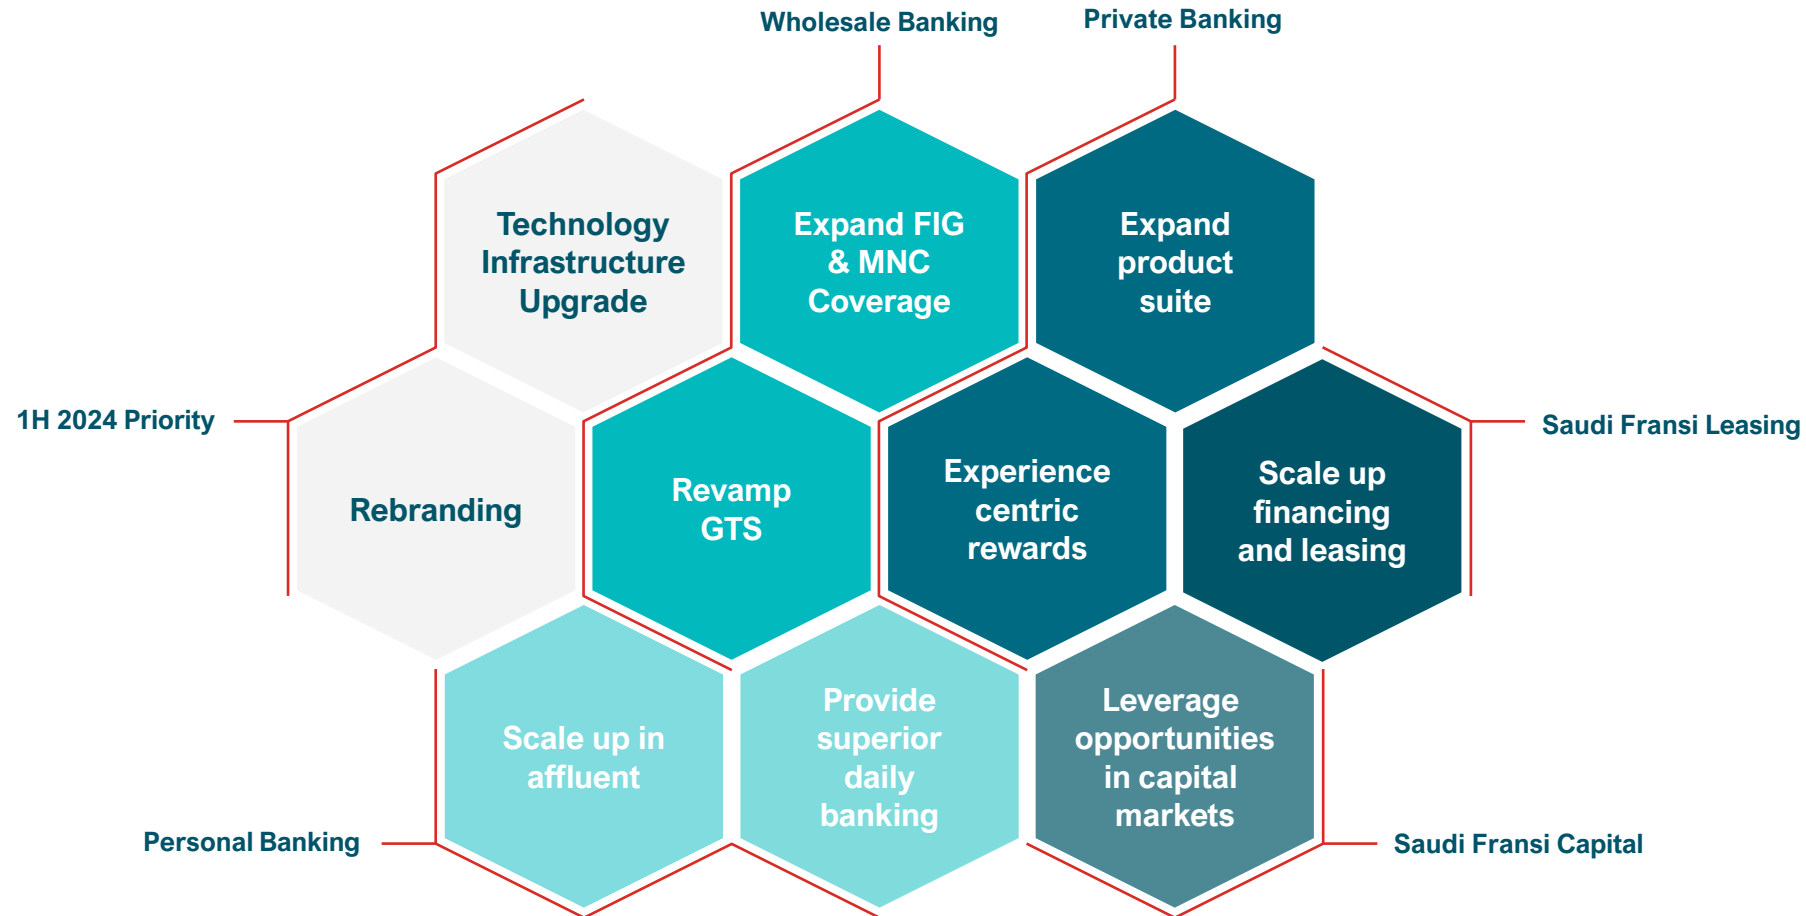 Wholesale Banking
Private Banking
Technology
Infrastructure
Upgrade
Expand FIG
& MNC
Coverage
Expand
product
suite
1H 2024 Priority
Rebranding
Revamp
GTS
Experience
centric
rewards
Scale up
financing
and leasing
Saudi Fransi Leasing
Scale up in
affluent
Provide
superior
daily
banking
Leverage
opportunities
in capital
markets
Personal Banking
Saudi Fransi Capital